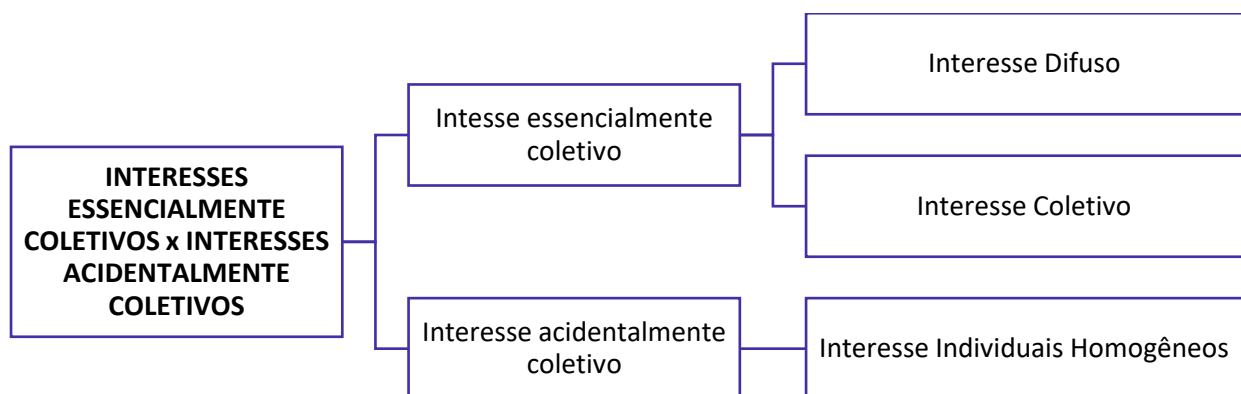 INTERESSES
ESSENCIALMENTE
COLETIVOS x INTERESSES
ACIDENTALMENTE
COLETIVOS
Intesse essencialmente
coletivo
Interesse Difuso
Interesse Coletivo
Interesse acidentalmente
coletivo
Interesse Individuais Homogêneos